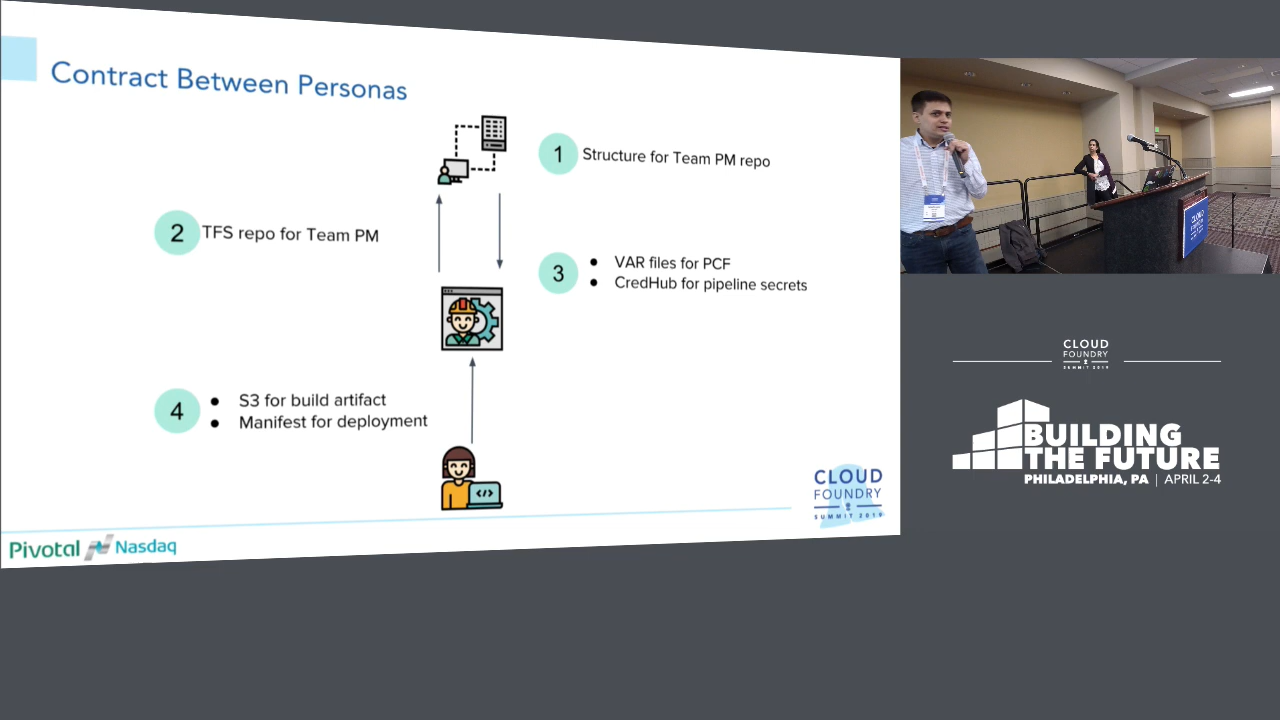 Contract Between Personas
1
Structure for Team PM repo
2
TFS repo for Team PM
3
• VAR files for PCF
• CredHub for pipeline secrets
4
• S3 for build artifact
• Manifest for deployment
</>
CLOUD
FOUNDRY
SUMMIT 2019
Pivotal
Nasdaq
CLOUD
FOUNDRY
SUMMIT 2019
BUILDING
THE FUTURE
PHILADELPHIA, PA | APRIL 2-4